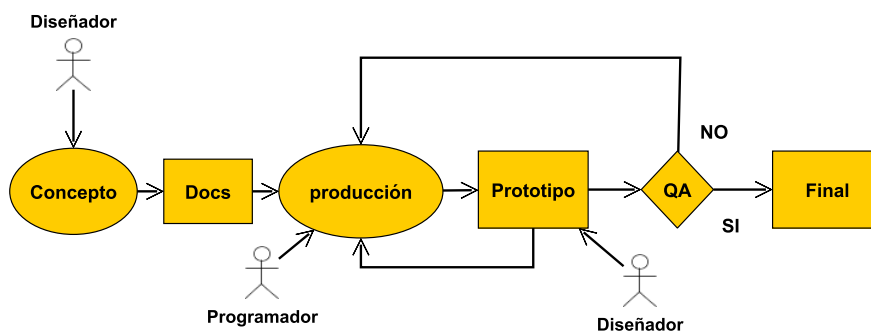 Diseñador
NO
Concepto
Docs
producción
Prototipo
QA
Final
SI
Programador
Diseñador